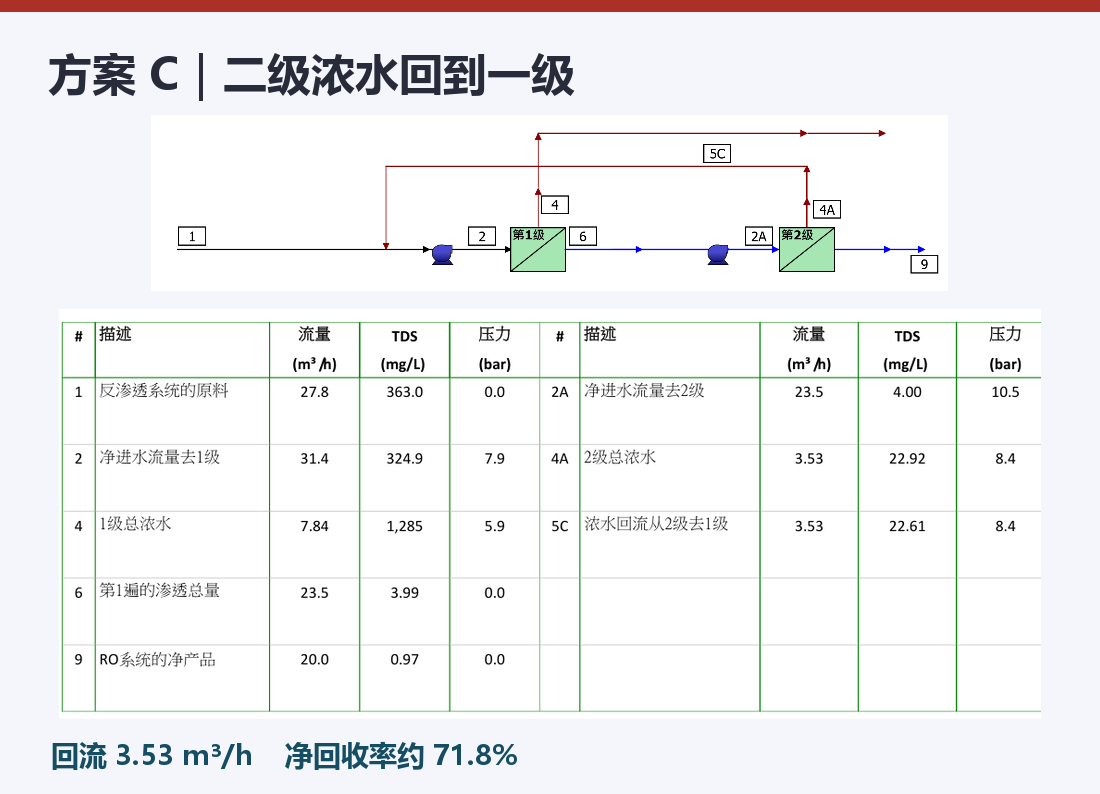 方案 C｜二级浓水回到一级
5C
4
4A
1
2
第1级
6
2A
第2级
9
# 描述 流量 (m³/h) TDS (mg/L) 压力 (bar) # 描述 流量 (m³/h) TDS (mg/L) 压力 (bar)
1 反渗透系统的原料 27.8 363.0 0.0 2A 净进水流量去2级 23.5 4.00 10.5
2 净进水流量去1级 31.4 324.9 7.9 4A 2级总浓水 3.53 22.92 8.4
4 1级总浓水 7.84 1,285 5.9 5C 浓水回流从2级去1级 3.53 22.61 8.4
6 第1遍的渗透总量 23.5 3.99 0.0
9 RO系统的净产品 20.0 0.97 0.0
回流 3.53 m³/h 净回收率约 71.8%